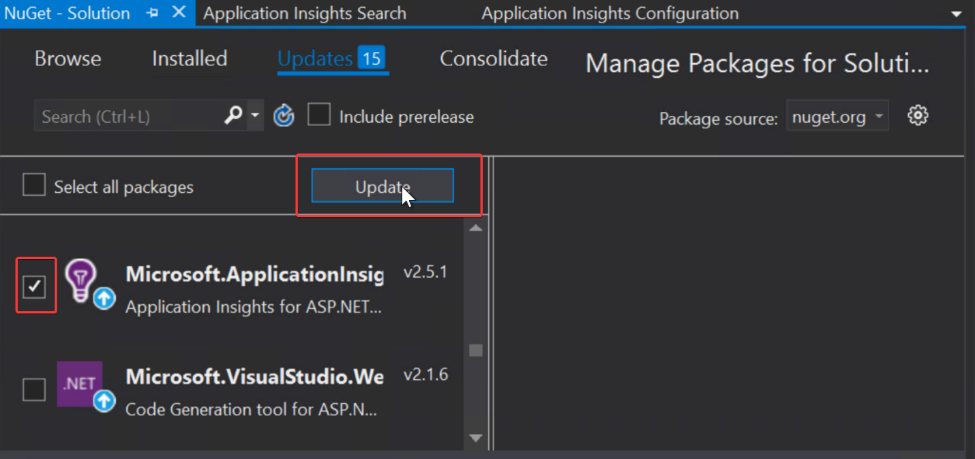 NuGet - Solution Application Insights Search Application Insights Configuration
Browse Installed Updates 15 Consolidate Manage Packages for Soluti...
Search (Ctrl+L) Include prerelease Package source: nuget.org
Select all packages Update
Microsoft.ApplicationInsig v2.5.1
Application Insights for ASP.NET...
.NET Microsoft.VisualStudio.We v2.1.6
Code Generation tool for ASP.N...